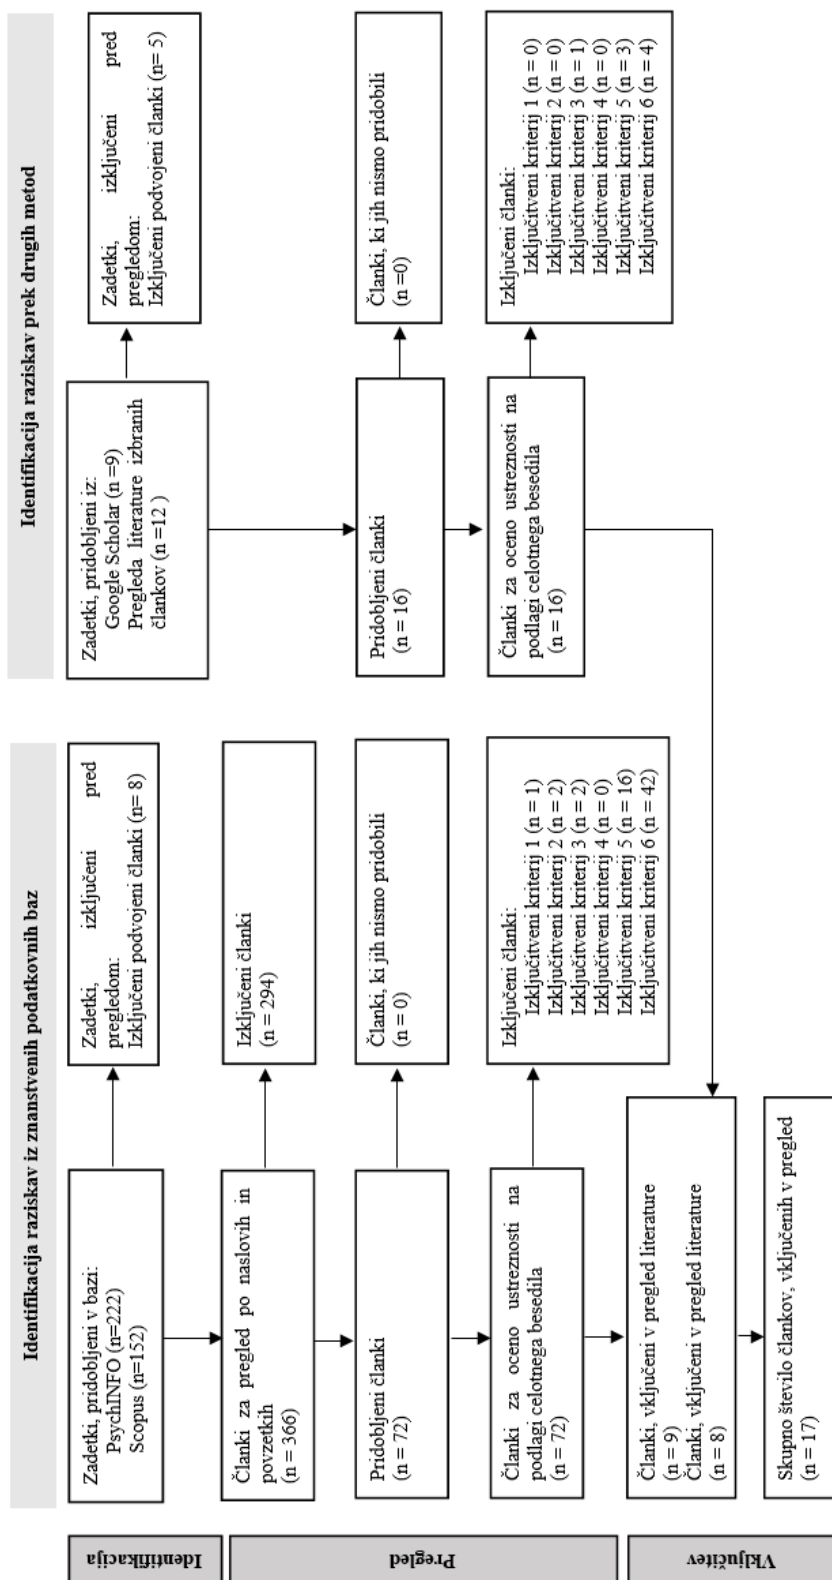 Identifikacija raziskav iz znanstvenih podatkovnih baz
Identifikacija raziskav prek drugih metod
Identifikacija
Zadetki, pridobljeni v bazi:
PsychINFO (n=222)
Scopus (n=152)
Zadetki, izključeni pred
pregledom:
Izključeni podvojeni članki (n= 8)
Zadetki, pridobljeni iz:
Google Scholar (n =9)
Pregleda literature izbranih
člankov (n =12 )
Zadetki, izključeni pred
pregledom:
Izključeni podvojeni članki (n= 5)
Pregled
Članki za pregled po naslovih in
povzetkih
(n = 366)
Izključeni članki
(n = 294)
Pridobljeni članki
(n = 72)
Članki, ki jih nismo pridobili
(n = 0)
Pridobljeni članki
(n = 16)
Članki, ki jih nismo pridobili
(n =0)
Članki za oceno ustreznosti na
podlagi celotnega besedila
(n = 72)
Izključeni članki:
Izključitveni kriterij 1 (n = 1)
Izključitveni kriterij 2 (n = 2)
Izključitveni kriterij 3 (n = 2)
Izključitveni kriterij 4 (n = 0)
Izključitveni kriterij 5 (n = 16)
Izključitveni kriterij 6 (n = 42)
Članki za oceno ustreznosti na
podlagi celotnega besedila
(n = 16)
Izključeni članki:
Izključitveni kriterij 1 (n = 0)
Izključitveni kriterij 2 (n = 0)
Izključitveni kriterij 3 (n = 1)
Izključitveni kriterij 4 (n = 0)
Izključitveni kriterij 5 (n = 3)
Izključitveni kriterij 6 (n = 4)
Vključitev
Članki, vključeni v pregled literature
(n = 9)
Članki, vključeni v pregled literature
(n = 8)
Skupno število člankov, vključenih v pregled
(n = 17)